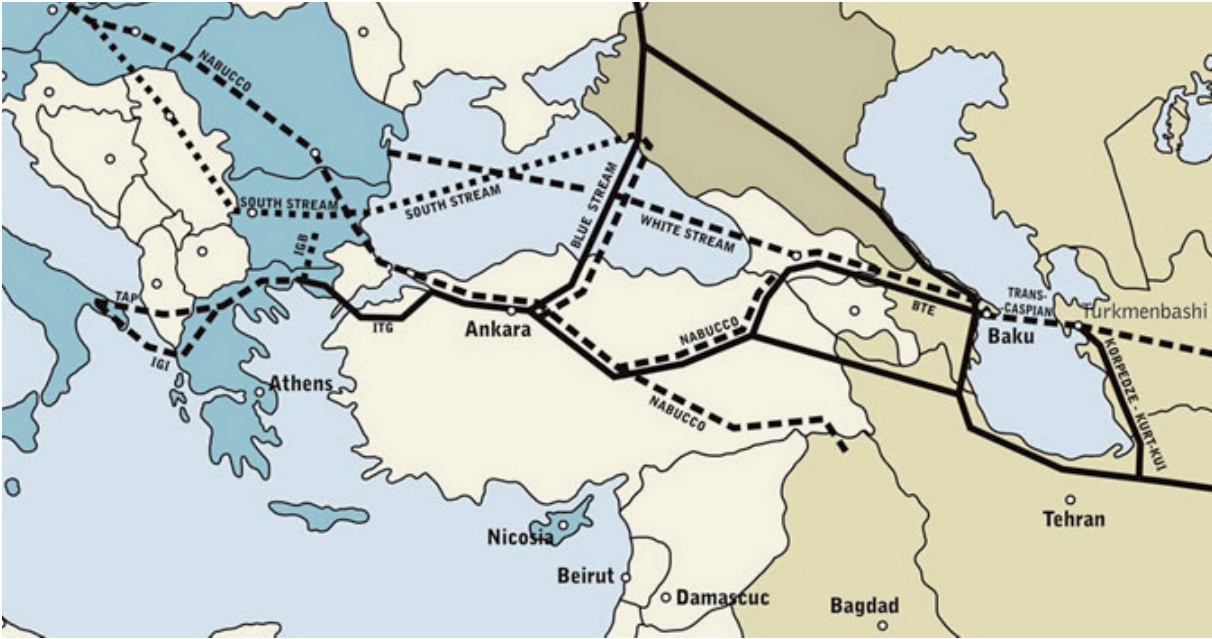 NABUCCO
SOUTH STREAM
SOUTH STREAM
BLUE STREAM
WHITE STREAM
IGB
TAP
ITG
IGI
Ankara
NABUCCO
NABUCCO
BTE
TRANS-
CASPIAN
Turkmenbashi
Baku
KORPEDZE - KURT-KUI
Athens
Tehran
Nicosia
Beirut
Damascuc
Bagdad